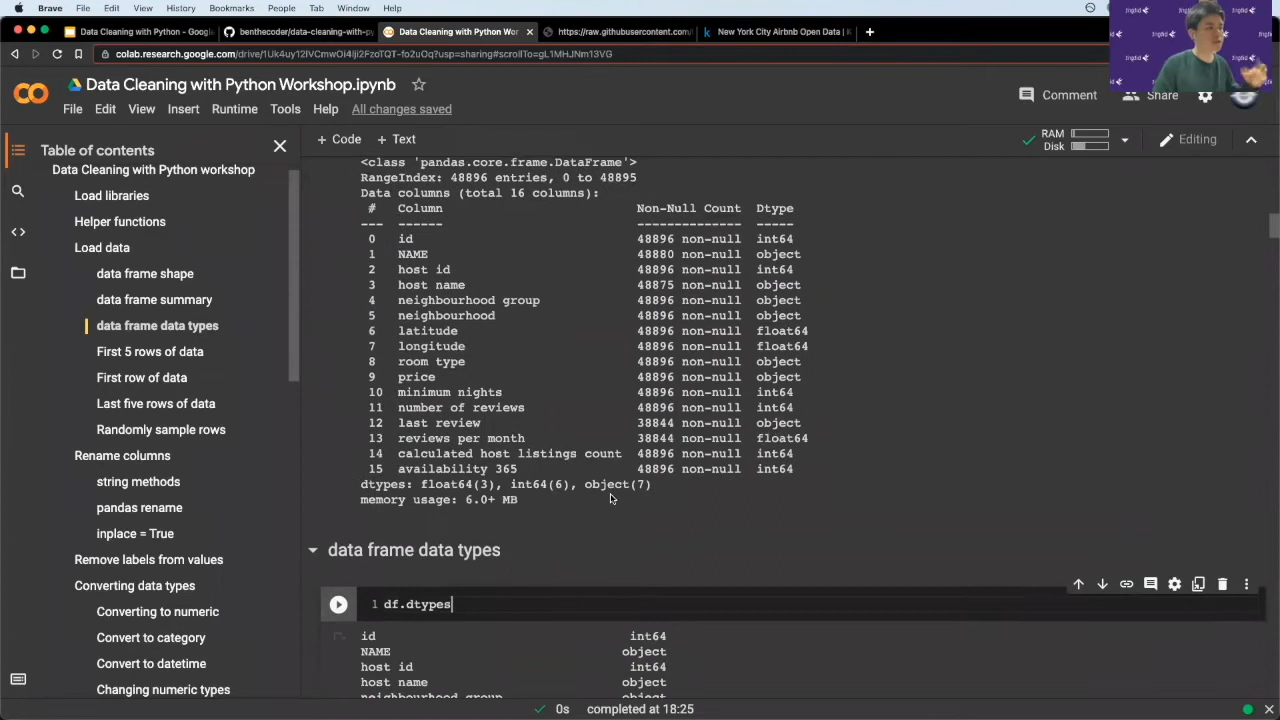 Brave File Edit View History Bookmarks People Tab Window Help
Data Cleaning in Python - Google
benthecoder/data-cleaning-with-py
Data Cleaning with Python Wor
https://raw.githubusercontent.com/
New York City Airbnb Open Data | K
colab.research.google.com/drive/1Uk4uy12IVCmwOi4lji2FzoTQT-fo2uOq?usp=sharing#scrollTo=gL1MHJNm13VG
Data Cleaning with Python Workshop.ipynb
Comment
Share
File Edit View Insert Runtime Tools Help All changes saved
Table of contents
+ Code + Text
RAM
Disk
Editing
Data Cleaning with Python workshop
Load libraries
Helper functions
Load data
data frame shape
data frame summary
data frame data types
First 5 rows of data
First row of data
Last five rows of data
Randomly sample rows
Rename columns
string methods
pandas rename
inplace = True
Remove labels from values
Converting data types
Converting to numeric
Convert to category
Convert to datetime
Changing numeric types
<class 'pandas.core.frame.DataFrame'>
RangeIndex: 48896 entries, 0 to 48895
Data columns (total 16 columns):
# Column Non-Null Count Dtype
--- ------ -------------- -----
0 id 48896 non-null int64
1 NAME 48880 non-null object
2 host id 48896 non-null int64
3 host name 48875 non-null object
4 neighbourhood group 48896 non-null object
5 neighbourhood 48896 non-null object
6 latitude 48896 non-null float64
7 longitude 48896 non-null float64
8 room type 48896 non-null object
9 price 48896 non-null object
10 minimum nights 48896 non-null int64
11 number of reviews 48896 non-null int64
12 last review 38844 non-null object
13 reviews per month 38844 non-null float64
14 calculated host listings count 48896 non-null int64
15 availability 365 48896 non-null int64
dtypes: float64(3), int64(6), object(7)
memory usage: 6.0+ MB
data frame data types
1 df.dtypes
id int64
NAME object
host id int64
host name object
neighbourhood group object
0s completed at 18:25